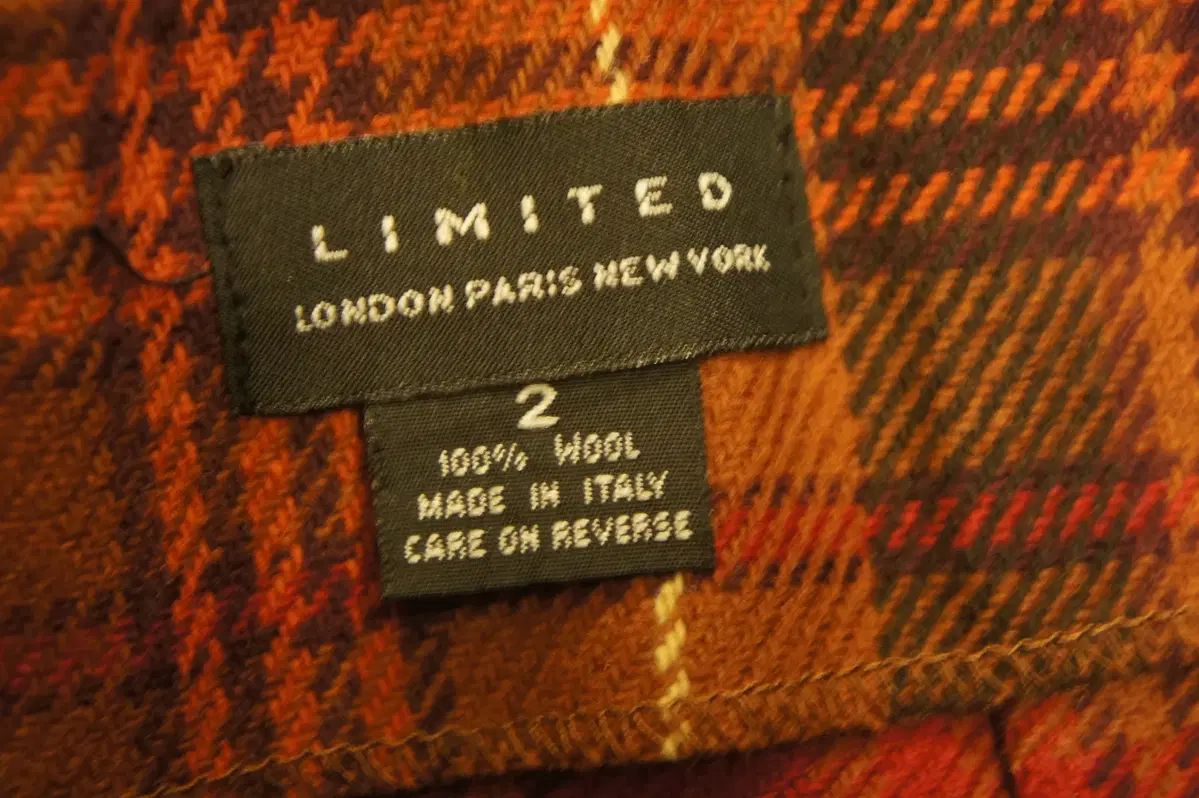 LIMITED
LONDON PARIS NEW YORK
2
100% WOOL
MADE IN ITALY
CARE ON REVERSE